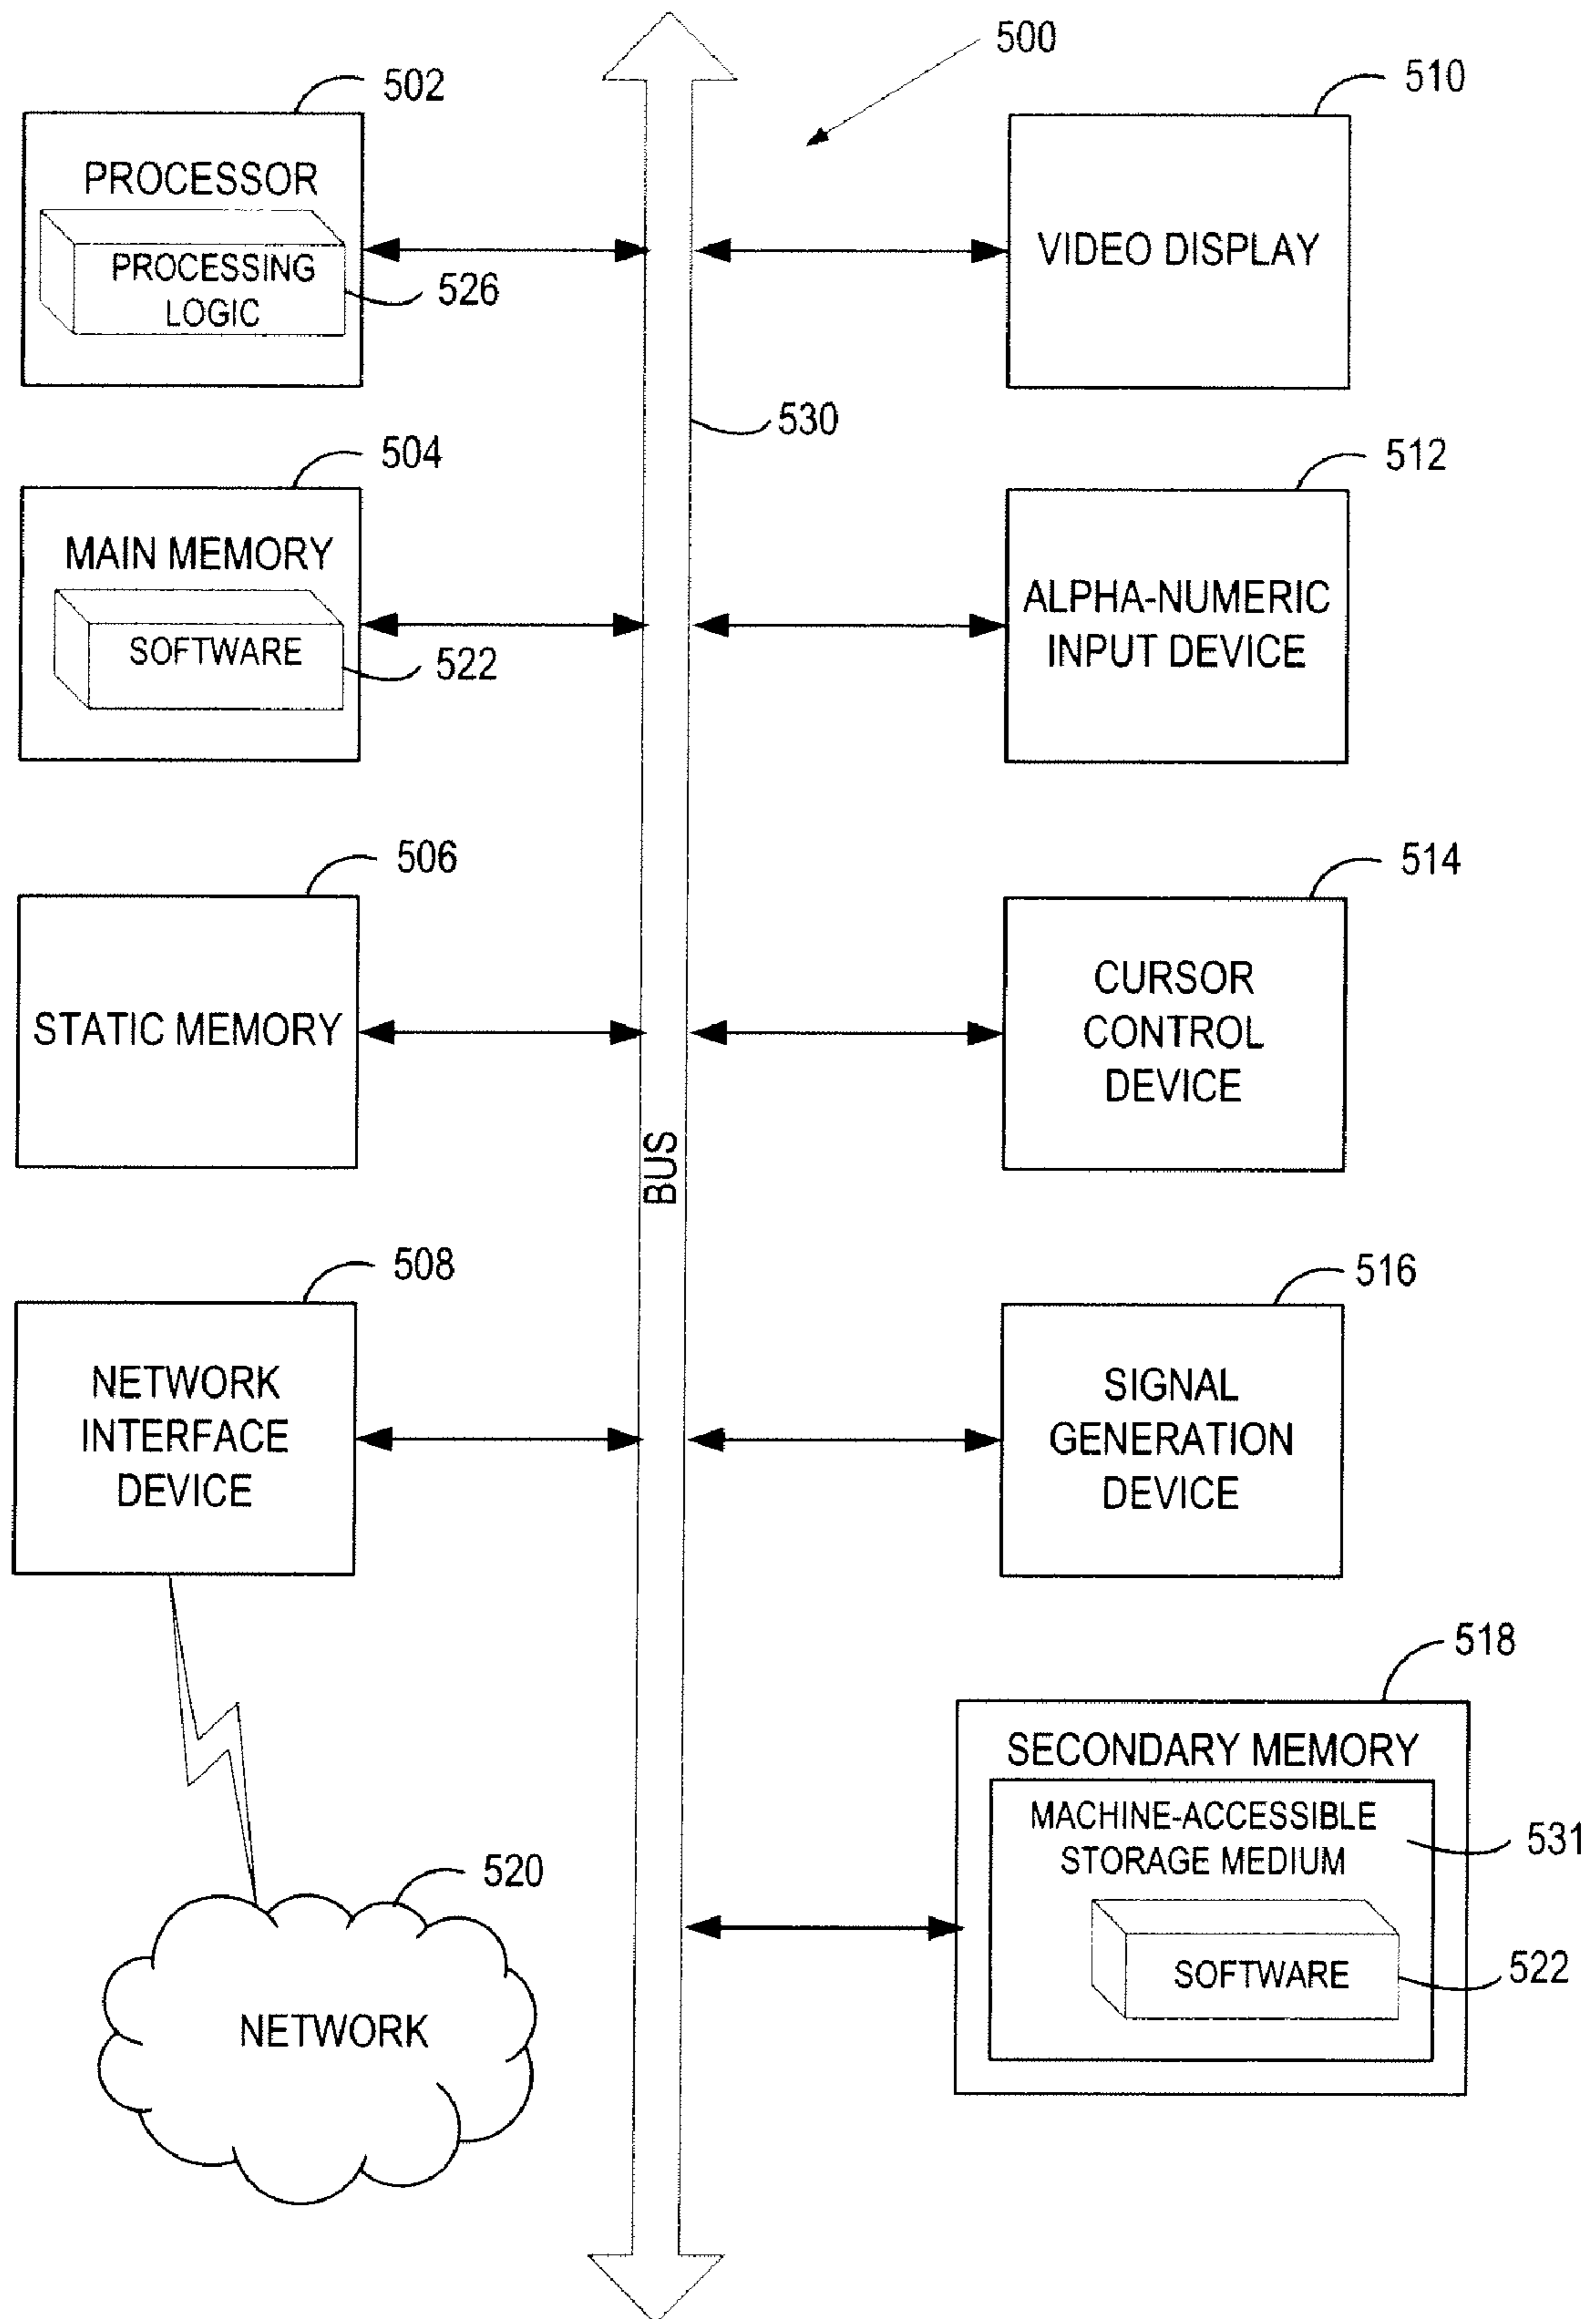 500
502
PROCESSOR
PROCESSING
LOGIC
526
510
VIDEO DISPLAY
530
504
MAIN MEMORY
SOFTWARE
522
512
ALPHA-NUMERIC
INPUT DEVICE
506
STATIC MEMORY
514
CURSOR
CONTROL
DEVICE
BUS
508
NETWORK
INTERFACE
DEVICE
516
SIGNAL
GENERATION
DEVICE
518
SECONDARY MEMORY
MACHINE-ACCESSIBLE
STORAGE MEDIUM
531
SOFTWARE
522
520
NETWORK